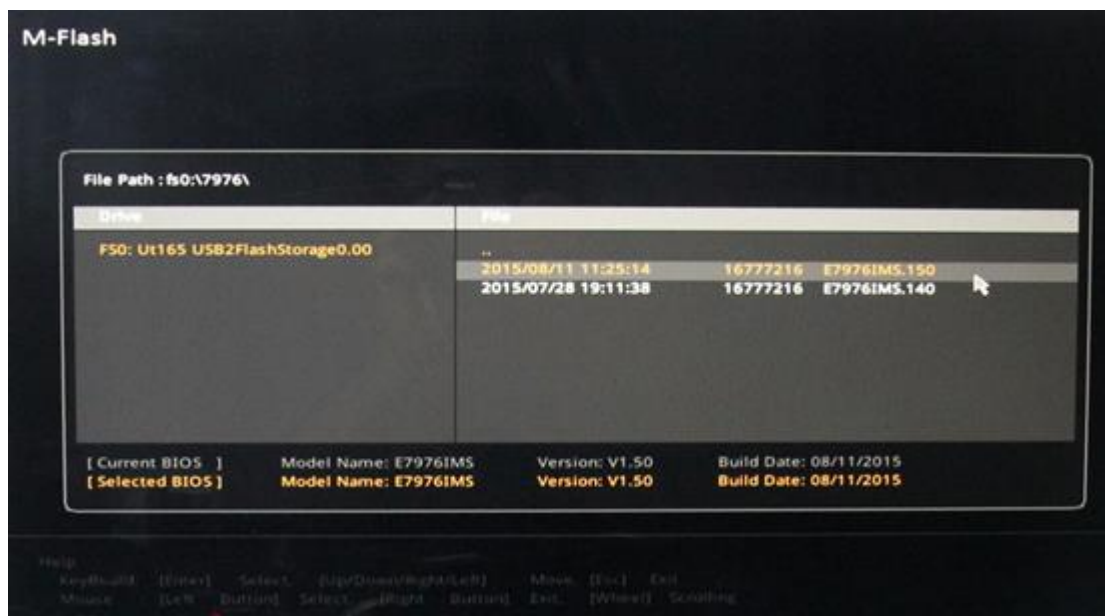 M-Flash
File Path : fs0:\7976\
Drive File
FS0: Ut165 USB2FlashStorage0.00 ..
2015/08/11 11:25:14 16777216 E7976IMS.150
2015/07/28 19:11:38 16777216 E7976IMS.140
[ Current BIOS ] Model Name: E7976IMS Version: V1.50 Build Date: 08/11/2015
[ Selected BIOS ] Model Name: E7976IMS Version: V1.50 Build Date: 08/11/2015
Help
[Enter] Select. [Up/Down/Right/Left] Move. [Esc] Exit
Mouse [Left Button] Select. [Right Button] Exit. [Wheel] Scrolling